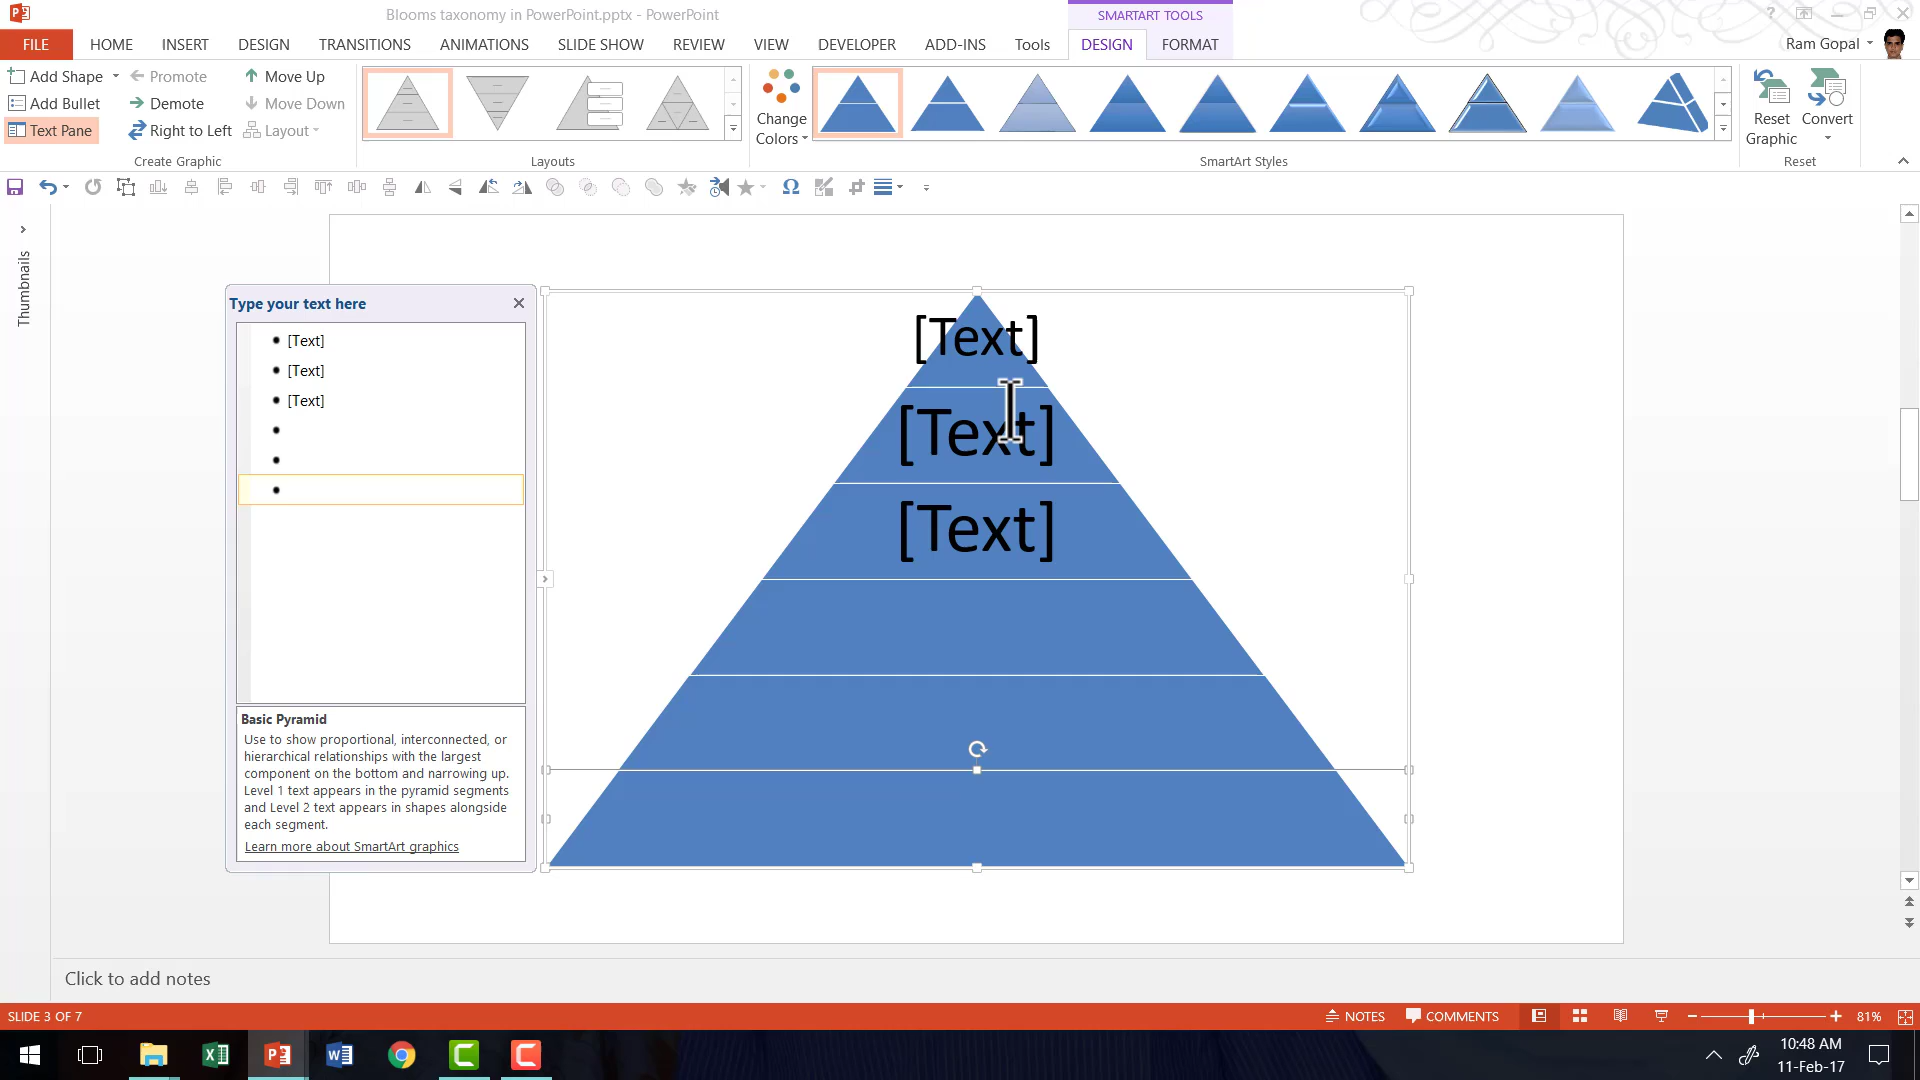 Blooms taxonomy in PowerPoint.pptx - PowerPoint
SMARTART TOOLS
?
FILE HOME INSERT DESIGN TRANSITIONS ANIMATIONS SLIDE SHOW REVIEW VIEW DEVELOPER ADD-INS Tools DESIGN FORMAT Ram Gopal
Add Shape Promote Move Up
Add Bullet Demote Move Down
Text Pane Right to Left Layout
Create Graphic
Layouts
Change
Colors
SmartArt Styles
Reset
Graphic
Convert
Reset
Thumbnails
Type your text here
[Text]
[Text]
[Text]
Basic Pyramid
Use to show proportional, interconnected, or
hierarchical relationships with the largest
component on the bottom and narrowing up.
Level 1 text appears in the pyramid segments
and Level 2 text appears in shapes alongside
each segment.
Learn more about SmartArt graphics
[Text]
[Text]
[Text]
Click to add notes
SLIDE 3 OF 7
NOTES COMMENTS 81%
10:48 AM
11-Feb-17